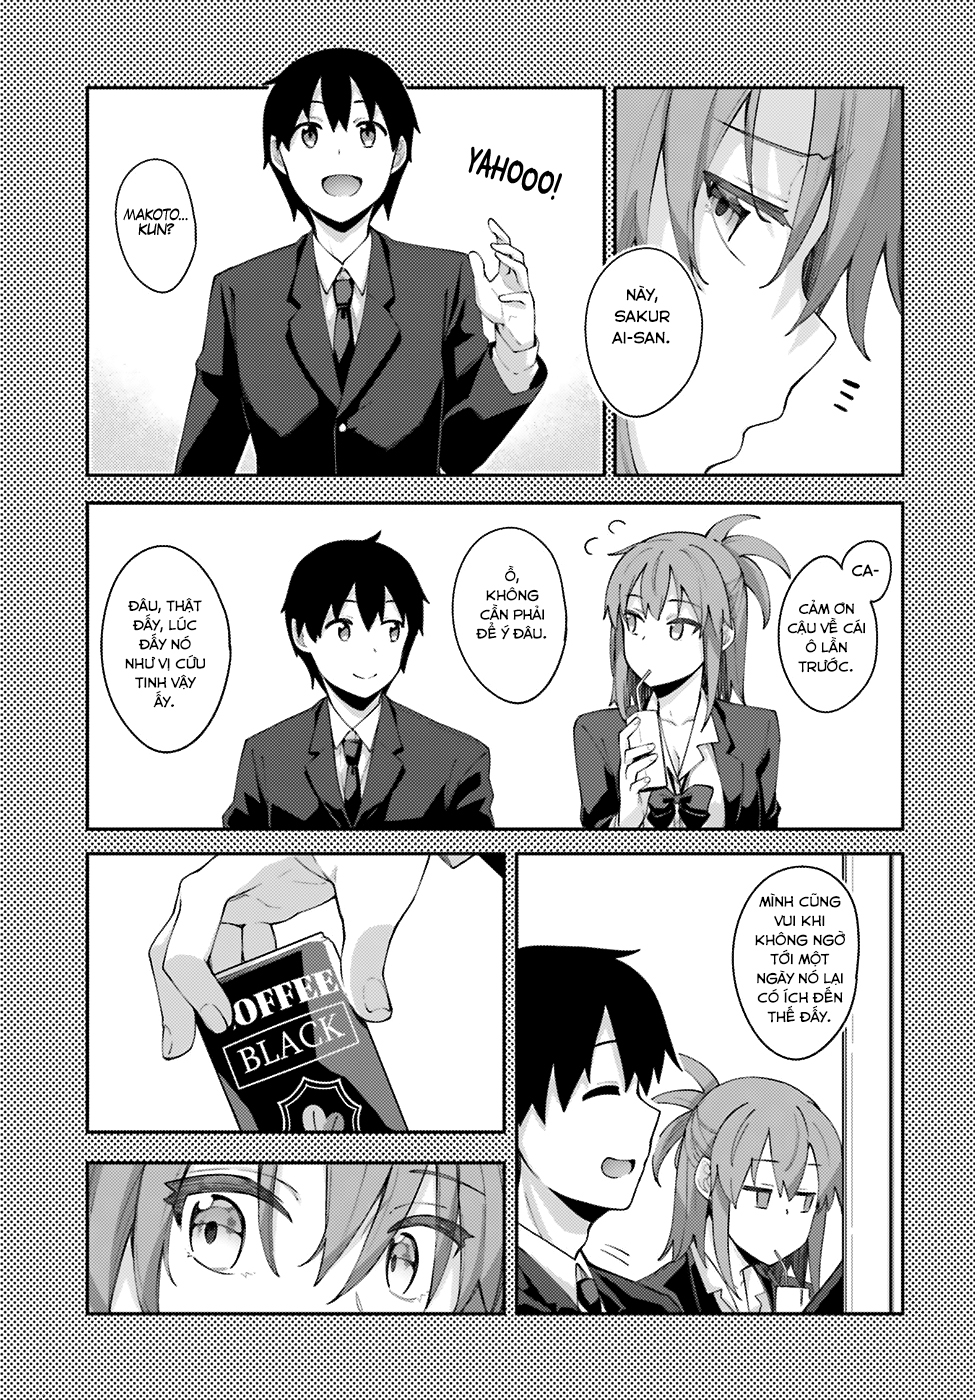 NÀY,
SAKUR
AI-SAN.
YAHOOO!
MAKOTO...
KUN?
CA-
CẢM ƠN
CẬU VỀ CÁI
Ô LẦN
TRƯỚC.
Ồ,
KHÔNG
CẦN PHẢI
ĐỂ Ý ĐÂU.
ĐÂU, THẬT
ĐẤY, LÚC
ĐẤY NÓ
NHƯ VỊ CỨU
TINH VẬY
ẤY.
MÌNH CŨNG
VUI KHI
KHÔNG NGỜ
TỚI MỘT
NGÀY NÓ LẠI
CÓ ÍCH ĐẾN
THẾ ĐẤY.
COFFEE
BLACK